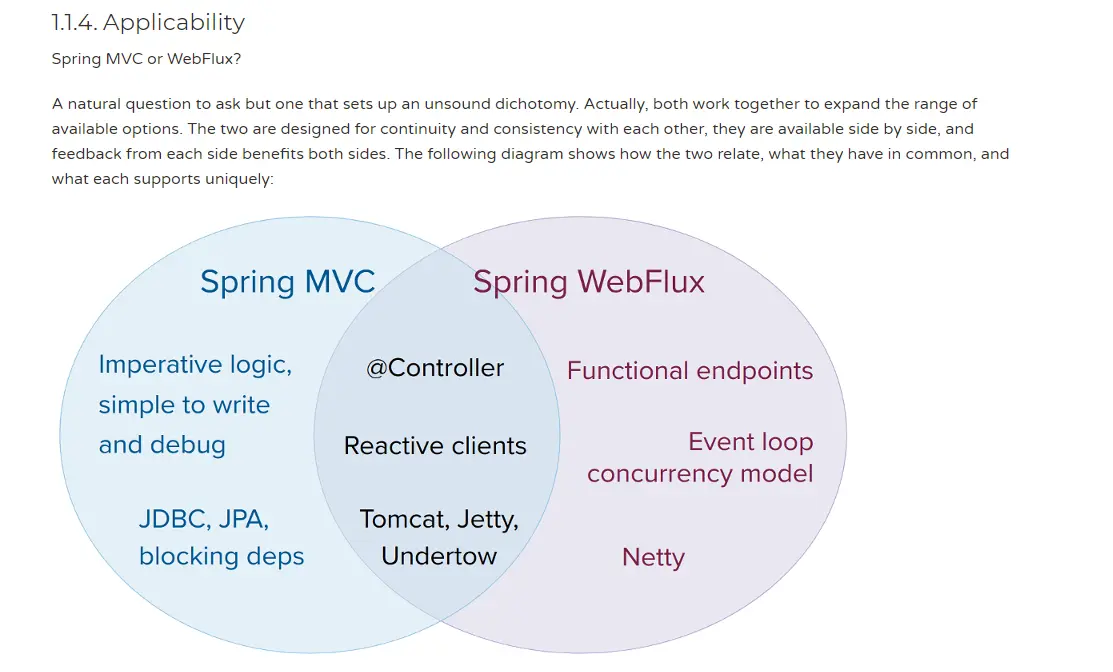 1.1.4. Applicability
Spring MVC or WebFlux?
A natural question to ask but one that sets up an unsound dichotomy. Actually, both work together to expand the range of
available options. The two are designed for continuity and consistency with each other, they are available side by side, and
feedback from each side benefits both sides. The following diagram shows how the two relate, what they have in common, and
what each supports uniquely:
Spring MVC
Imperative logic,
simple to write
and debug
JDBC, JPA,
blocking deps
@Controller
Reactive clients
Tomcat, Jetty,
Undertow
Spring WebFlux
Functional endpoints
Event loop
concurrency model
Netty